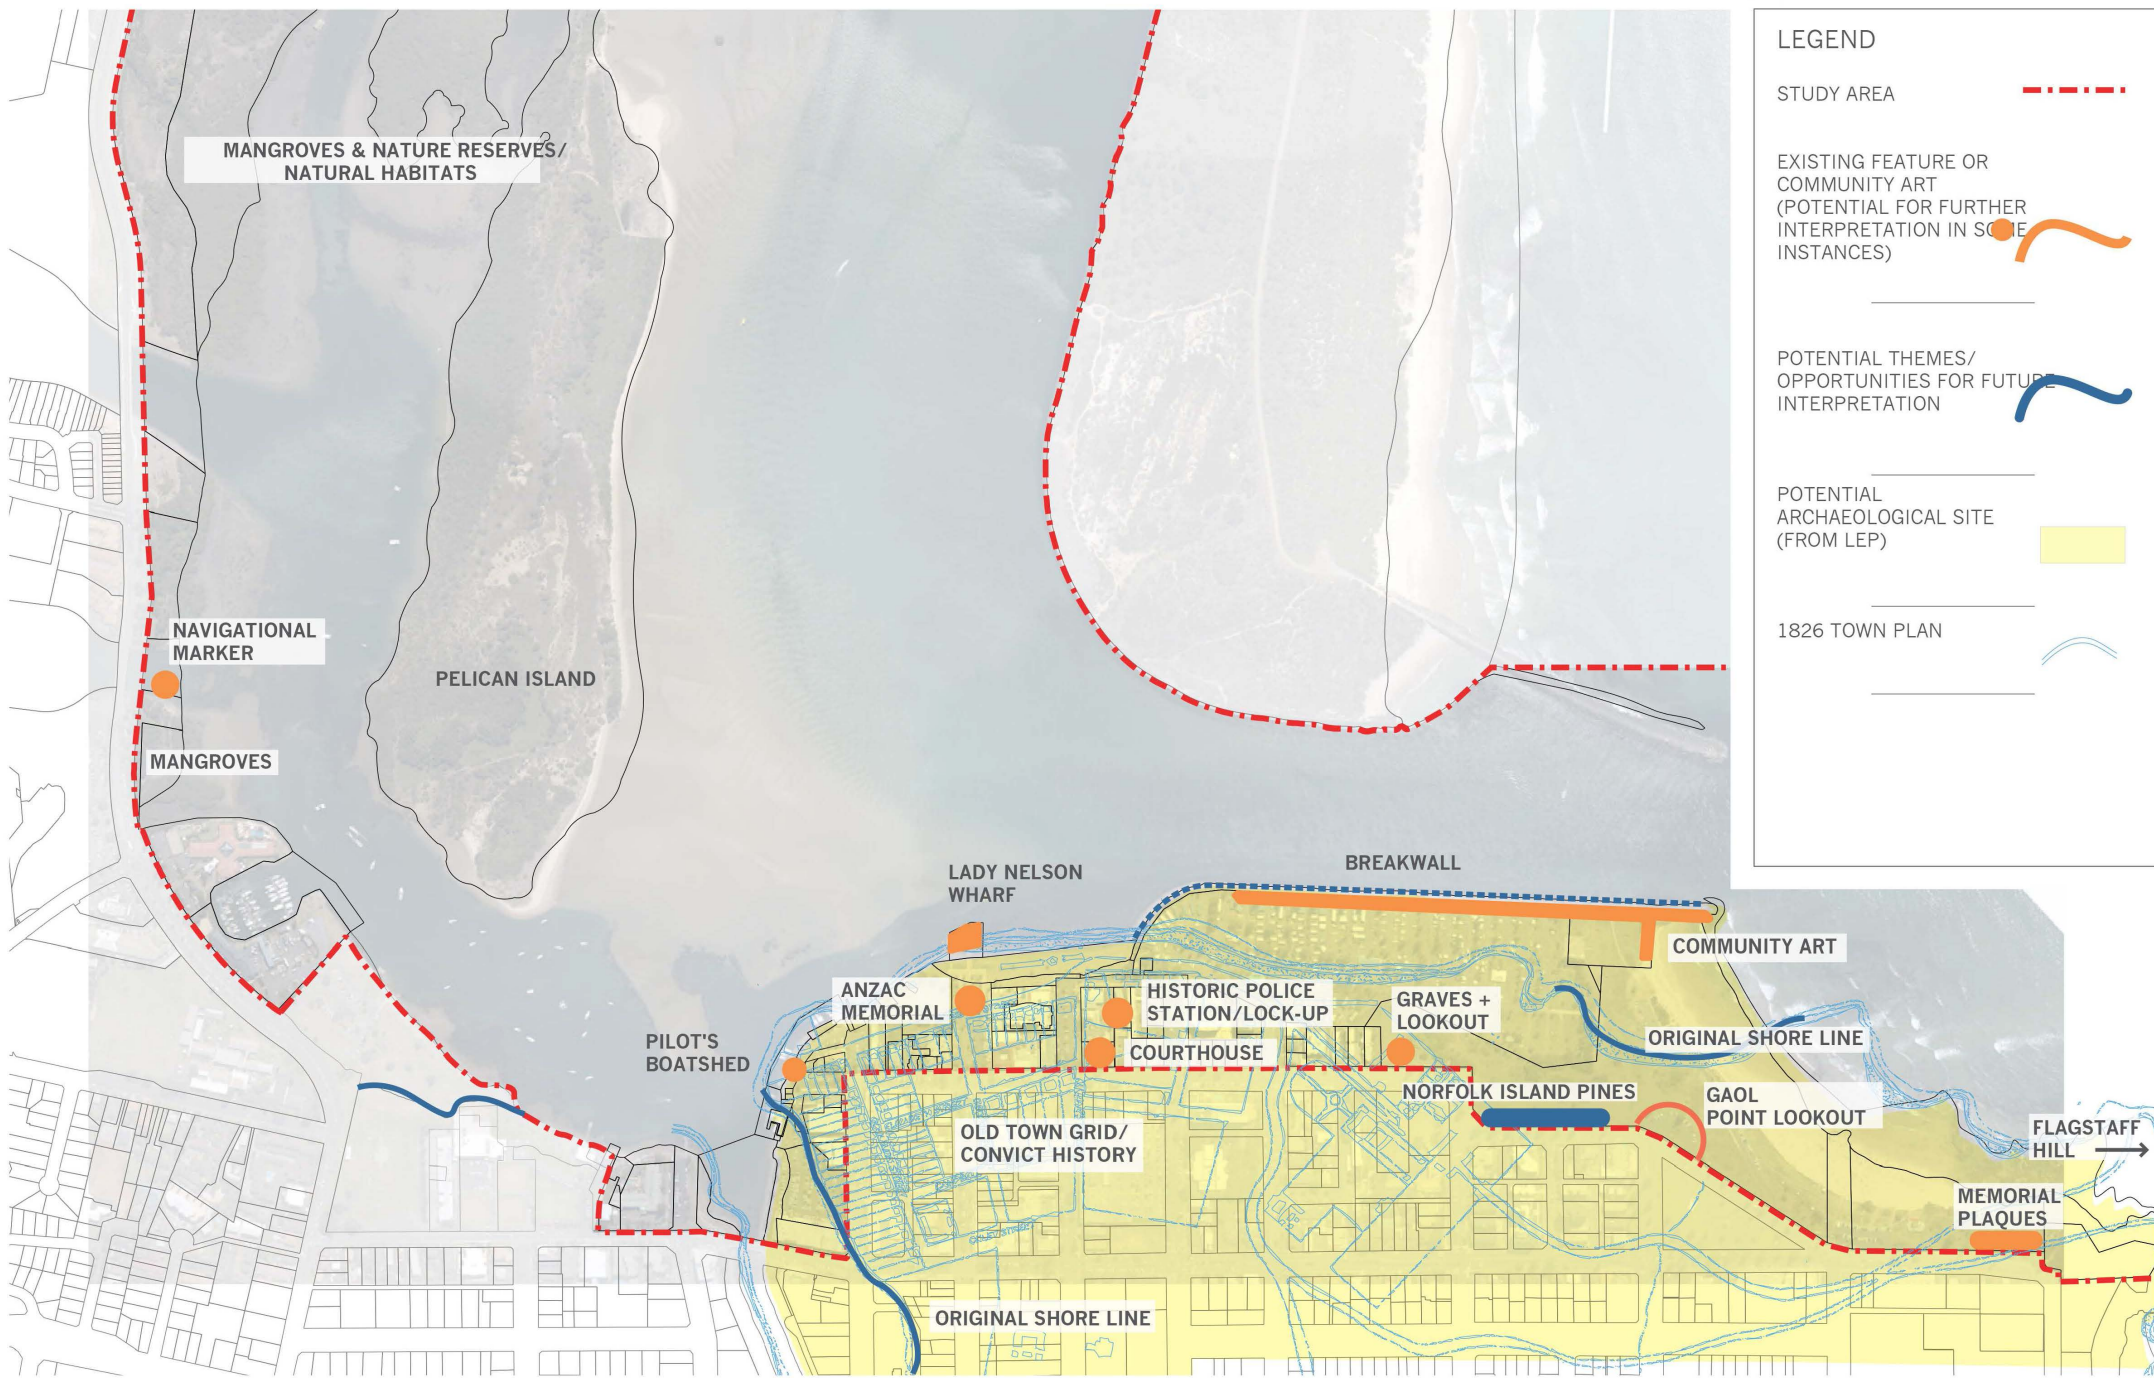 LEGEND
STUDY AREA
EXISTING FEATURE OR
COMMUNITY ART
(POTENTIAL FOR FURTHER
INTERPRETATION IN SOME
INSTANCES)
POTENTIAL THEMES/
OPPORTUNITIES FOR FUTURE
INTERPRETATION
POTENTIAL
ARCHAEOLOGICAL SITE
(FROM LEP)
1826 TOWN PLAN
MANGROVES & NATURE RESERVES/
NATURAL HABITATS
NAVIGATIONAL
MARKER
PELICAN ISLAND
MANGROVES
LADY NELSON
WHARF
BREAKWALL
COMMUNITY ART
ANZAC
MEMORIAL
HISTORIC POLICE
STATION/LOCK-UP
GRAVES +
LOOKOUT
PILOT'S
BOATSHED
COURTHOUSE
ORIGINAL SHORE LINE
NORFOLK ISLAND PINES
GAOL
POINT LOOKOUT
OLD TOWN GRID/
CONVICT HISTORY
FLAGSTAFF
HILL
MEMORIAL
PLAQUES
ORIGINAL SHORE LINE